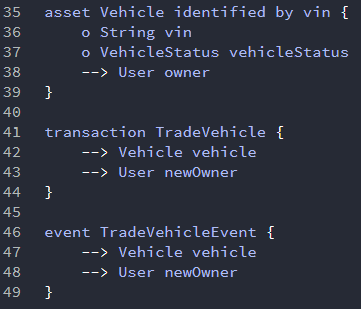 35 asset Vehicle identified by vin {
36     o String vin
37     o VehicleStatus vehicleStatus
38     --> User owner
39 }
40
41 transaction TradeVehicle {
42     --> Vehicle vehicle
43     --> User newOwner
44 }
45
46 event TradeVehicleEvent {
47     --> Vehicle vehicle
48     --> User newOwner
49 }